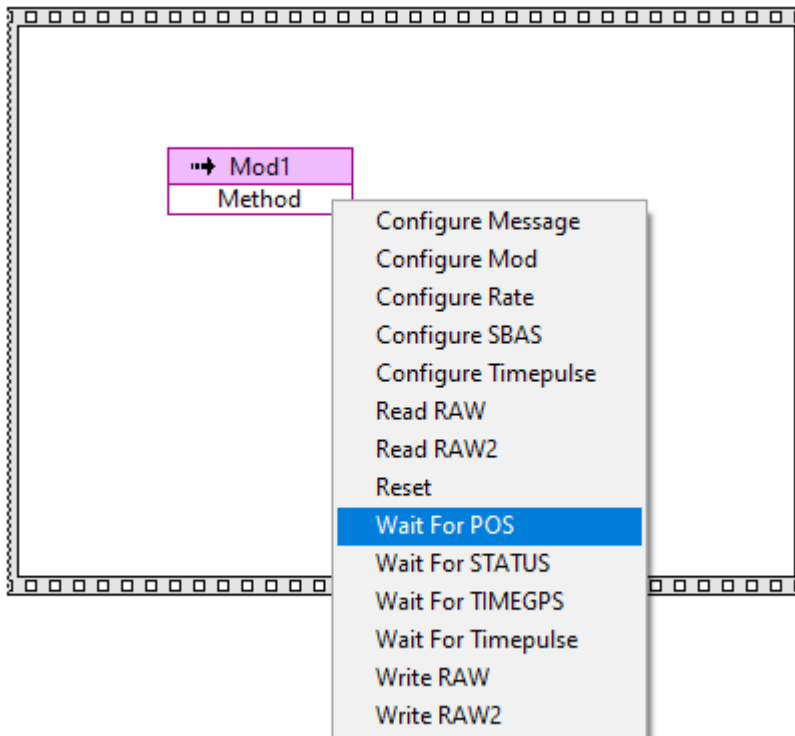 Mod1
Method
Configure Message
Configure Mod
Configure Rate
Configure SBAS
Configure Timepulse
Read RAW
Read RAW2
Reset
Wait For POS
Wait For STATUS
Wait For TIMEGPS
Wait For Timepulse
Write RAW
Write RAW2